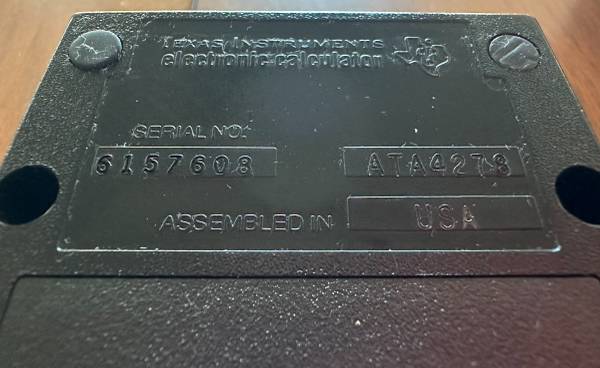 TEXAS INSTRUMENTS
electronic calculator
SERIAL NO.
6157608 ATA4278
ASSEMBLED IN USA